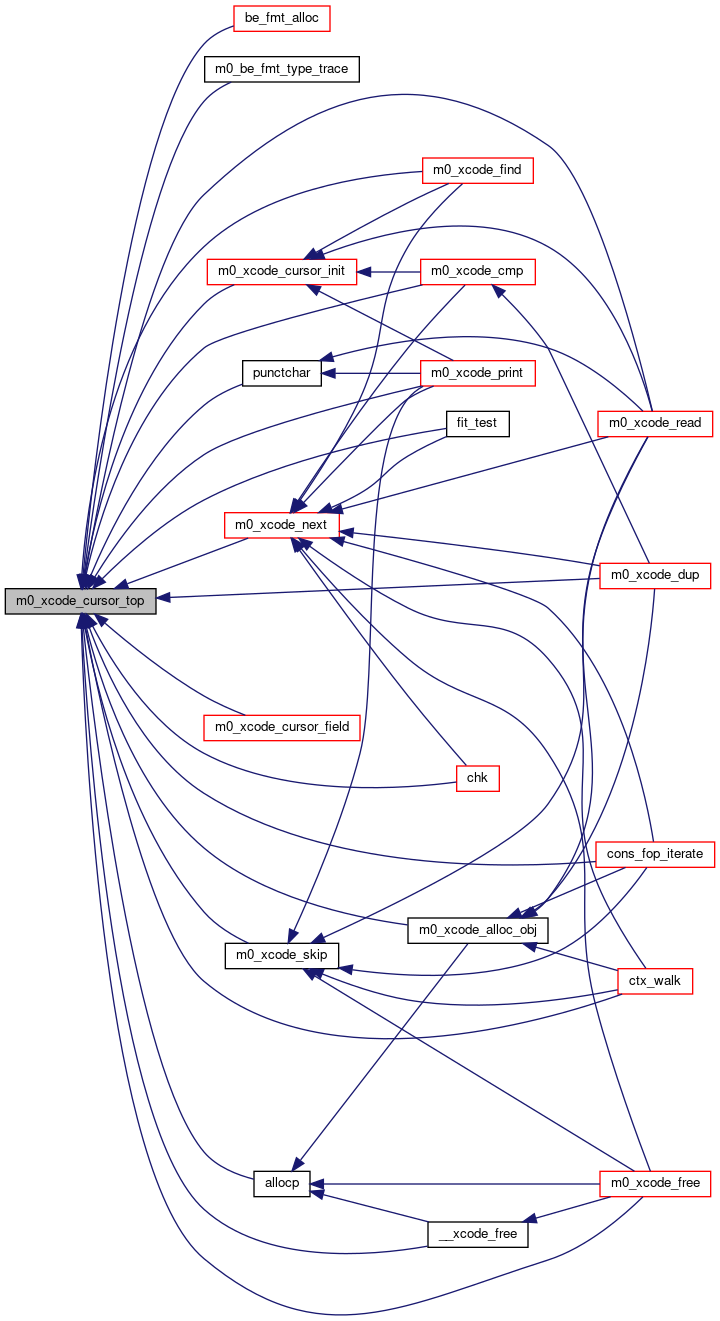 be_fmt_alloc
m0_be_fmt_type_trace
m0_xcode_find
m0_xcode_cursor_init
m0_xcode_cmp
punctchar
m0_xcode_print
fit_test
m0_xcode_read
m0_xcode_next
m0_xcode_dup
m0_xcode_cursor_top
m0_xcode_cursor_field
chk
cons_fop_iterate
m0_xcode_alloc_obj
m0_xcode_skip
ctx_walk
allocp
m0_xcode_free
__xcode_free